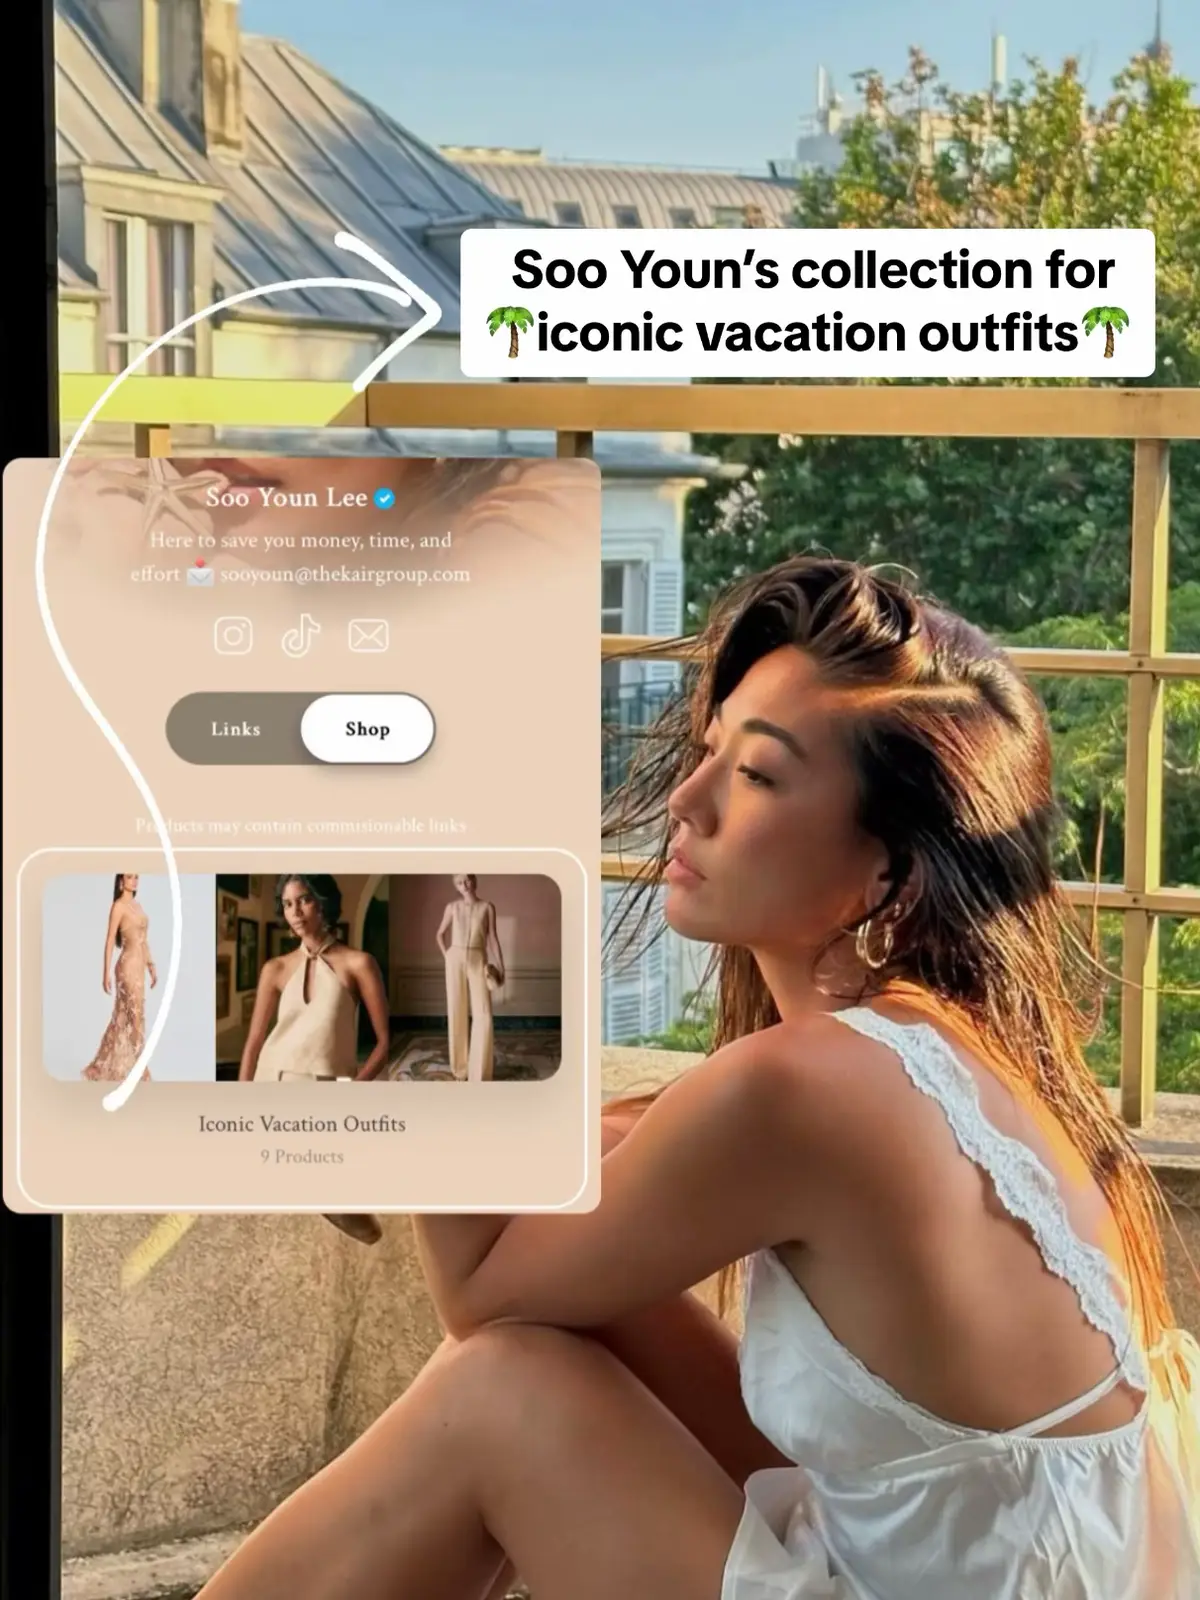 Soo Youn’s collection for
🌴iconic vacation outfits🌴
Soo Youn Lee
Here to save you money, time, and
effort 📩 sooyoun@thekairgroup.com
Links
Shop
Products may contain commisionable links
Iconic Vacation Outfits
9 Products